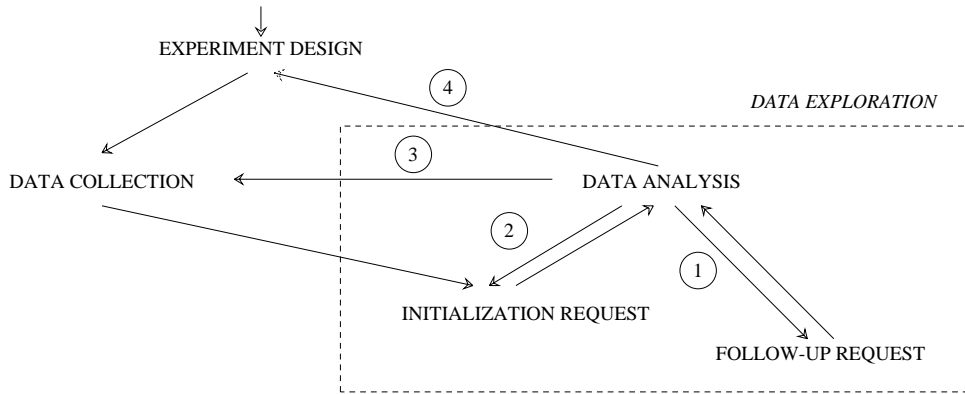 EXPERIMENT DESIGN
4
DATA EXPLORATION
3
DATA COLLECTION
DATA ANALYSIS
2
1
INITIALIZATION REQUEST
FOLLOW-UP REQUEST